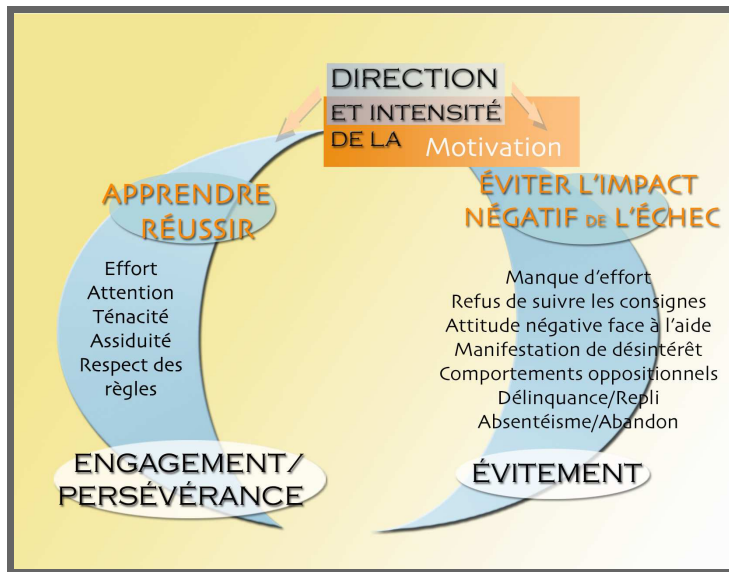 DIRECTION
ET INTENSITÉ
DE LA Motivation
APPRENDRE
RÉUSSIR
Effort
Attention
Ténacité
Assiduité
Respect des
règles
ENGAGEMENT/
PERSÉVÉRANCE
ÉVITER L'IMPACT
NÉGATIF DE L'ÉCHEC
Manque d'effort
Refus de suivre les consignes
Attitude négative face à l'aide
Manifestation de désintérêt
Comportements oppositionnels
Délinquance/Repli
Absentéisme/Abandon
ÉVITEMENT